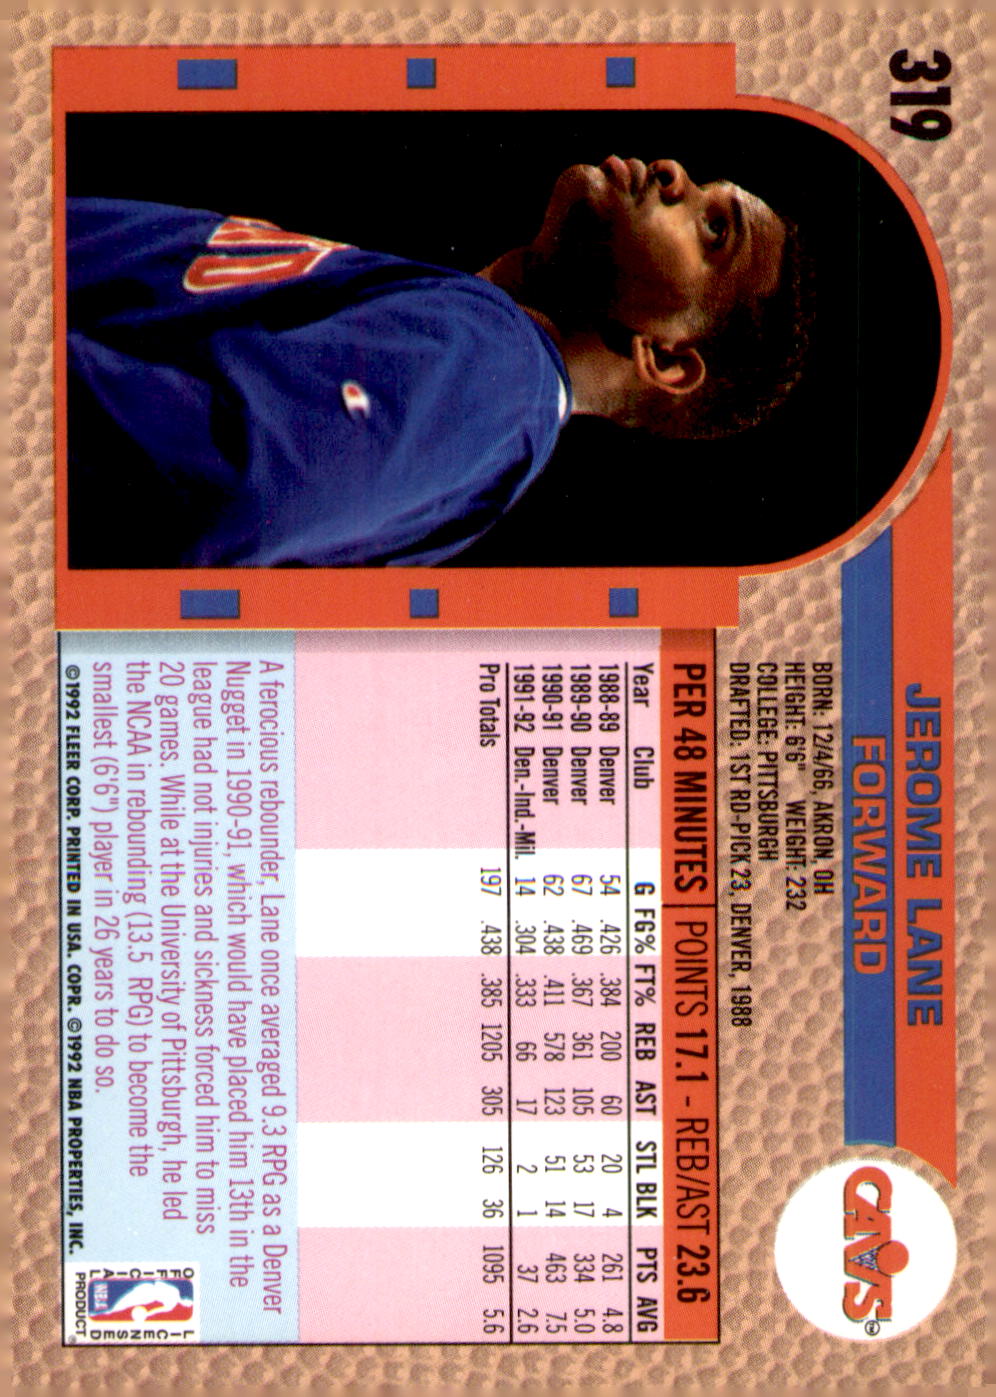 319
JEROME LANE
FORWARD
CAVS
TM
BORN: 12/4/66, AKRON, OH
HEIGHT: 6'6" WEIGHT: 232
COLLEGE: PITTSBURGH
DRAFTED: 1ST RD-PICK 23, DENVER, 1988
PER 48 MINUTES POINTS 17.1 - REB/AST 23.6
Year Club G FG% FT% REB AST STL BLK PTS AVG
1988-89 Denver 54 .426 .384 200 60 20 4 261 4.8
1989-90 Denver 67 .469 .367 361 105 53 17 334 5.0
1990-91 Denver 62 .438 .411 578 123 51 14 463 7.5
1991-92 Den.-Ind.-Mil. 14 .304 .333 66 17 2 1 37 2.6
Pro Totals 197 .438 .385 1205 305 126 36 1095 5.6
A ferocious rebounder, Lane once averaged 9.3 RPG as a Denver
Nugget in 1990-91, which would have placed him 13th in the
league had not injuries and sickness forced him to miss
20 games. While at the University of Pittsburgh, he led
the NCAA in rebounding (13.5 RPG) to become the
smallest (6'6") player in 26 years to do so.
©1992 FLEER CORP. PRINTED IN USA. COPR. ©1992 NBA PROPERTIES, INC.
OFFICIAL
LICENSED
NBA
PRODUCT